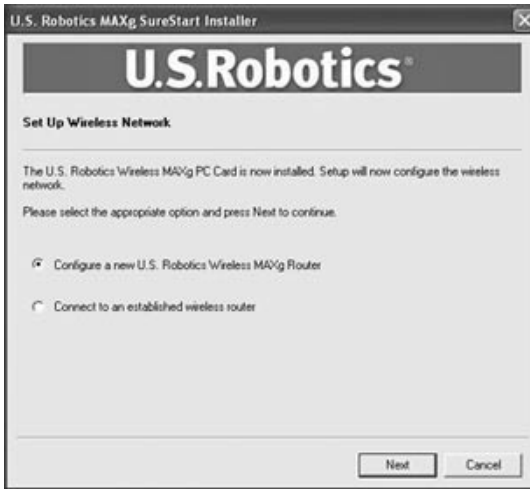 U.S. Robotics MAXg SureStart Installer
U.S.Robotics®
Set Up Wireless Network
The U.S. Robotics Wireless MAXg PC Card is now installed. Setup will now configure the wireless
network.
Please select the appropriate option and press Next to continue.
Configure a new U.S. Robotics Wireless MAXg Router
Connect to an established wireless router
Next
Cancel